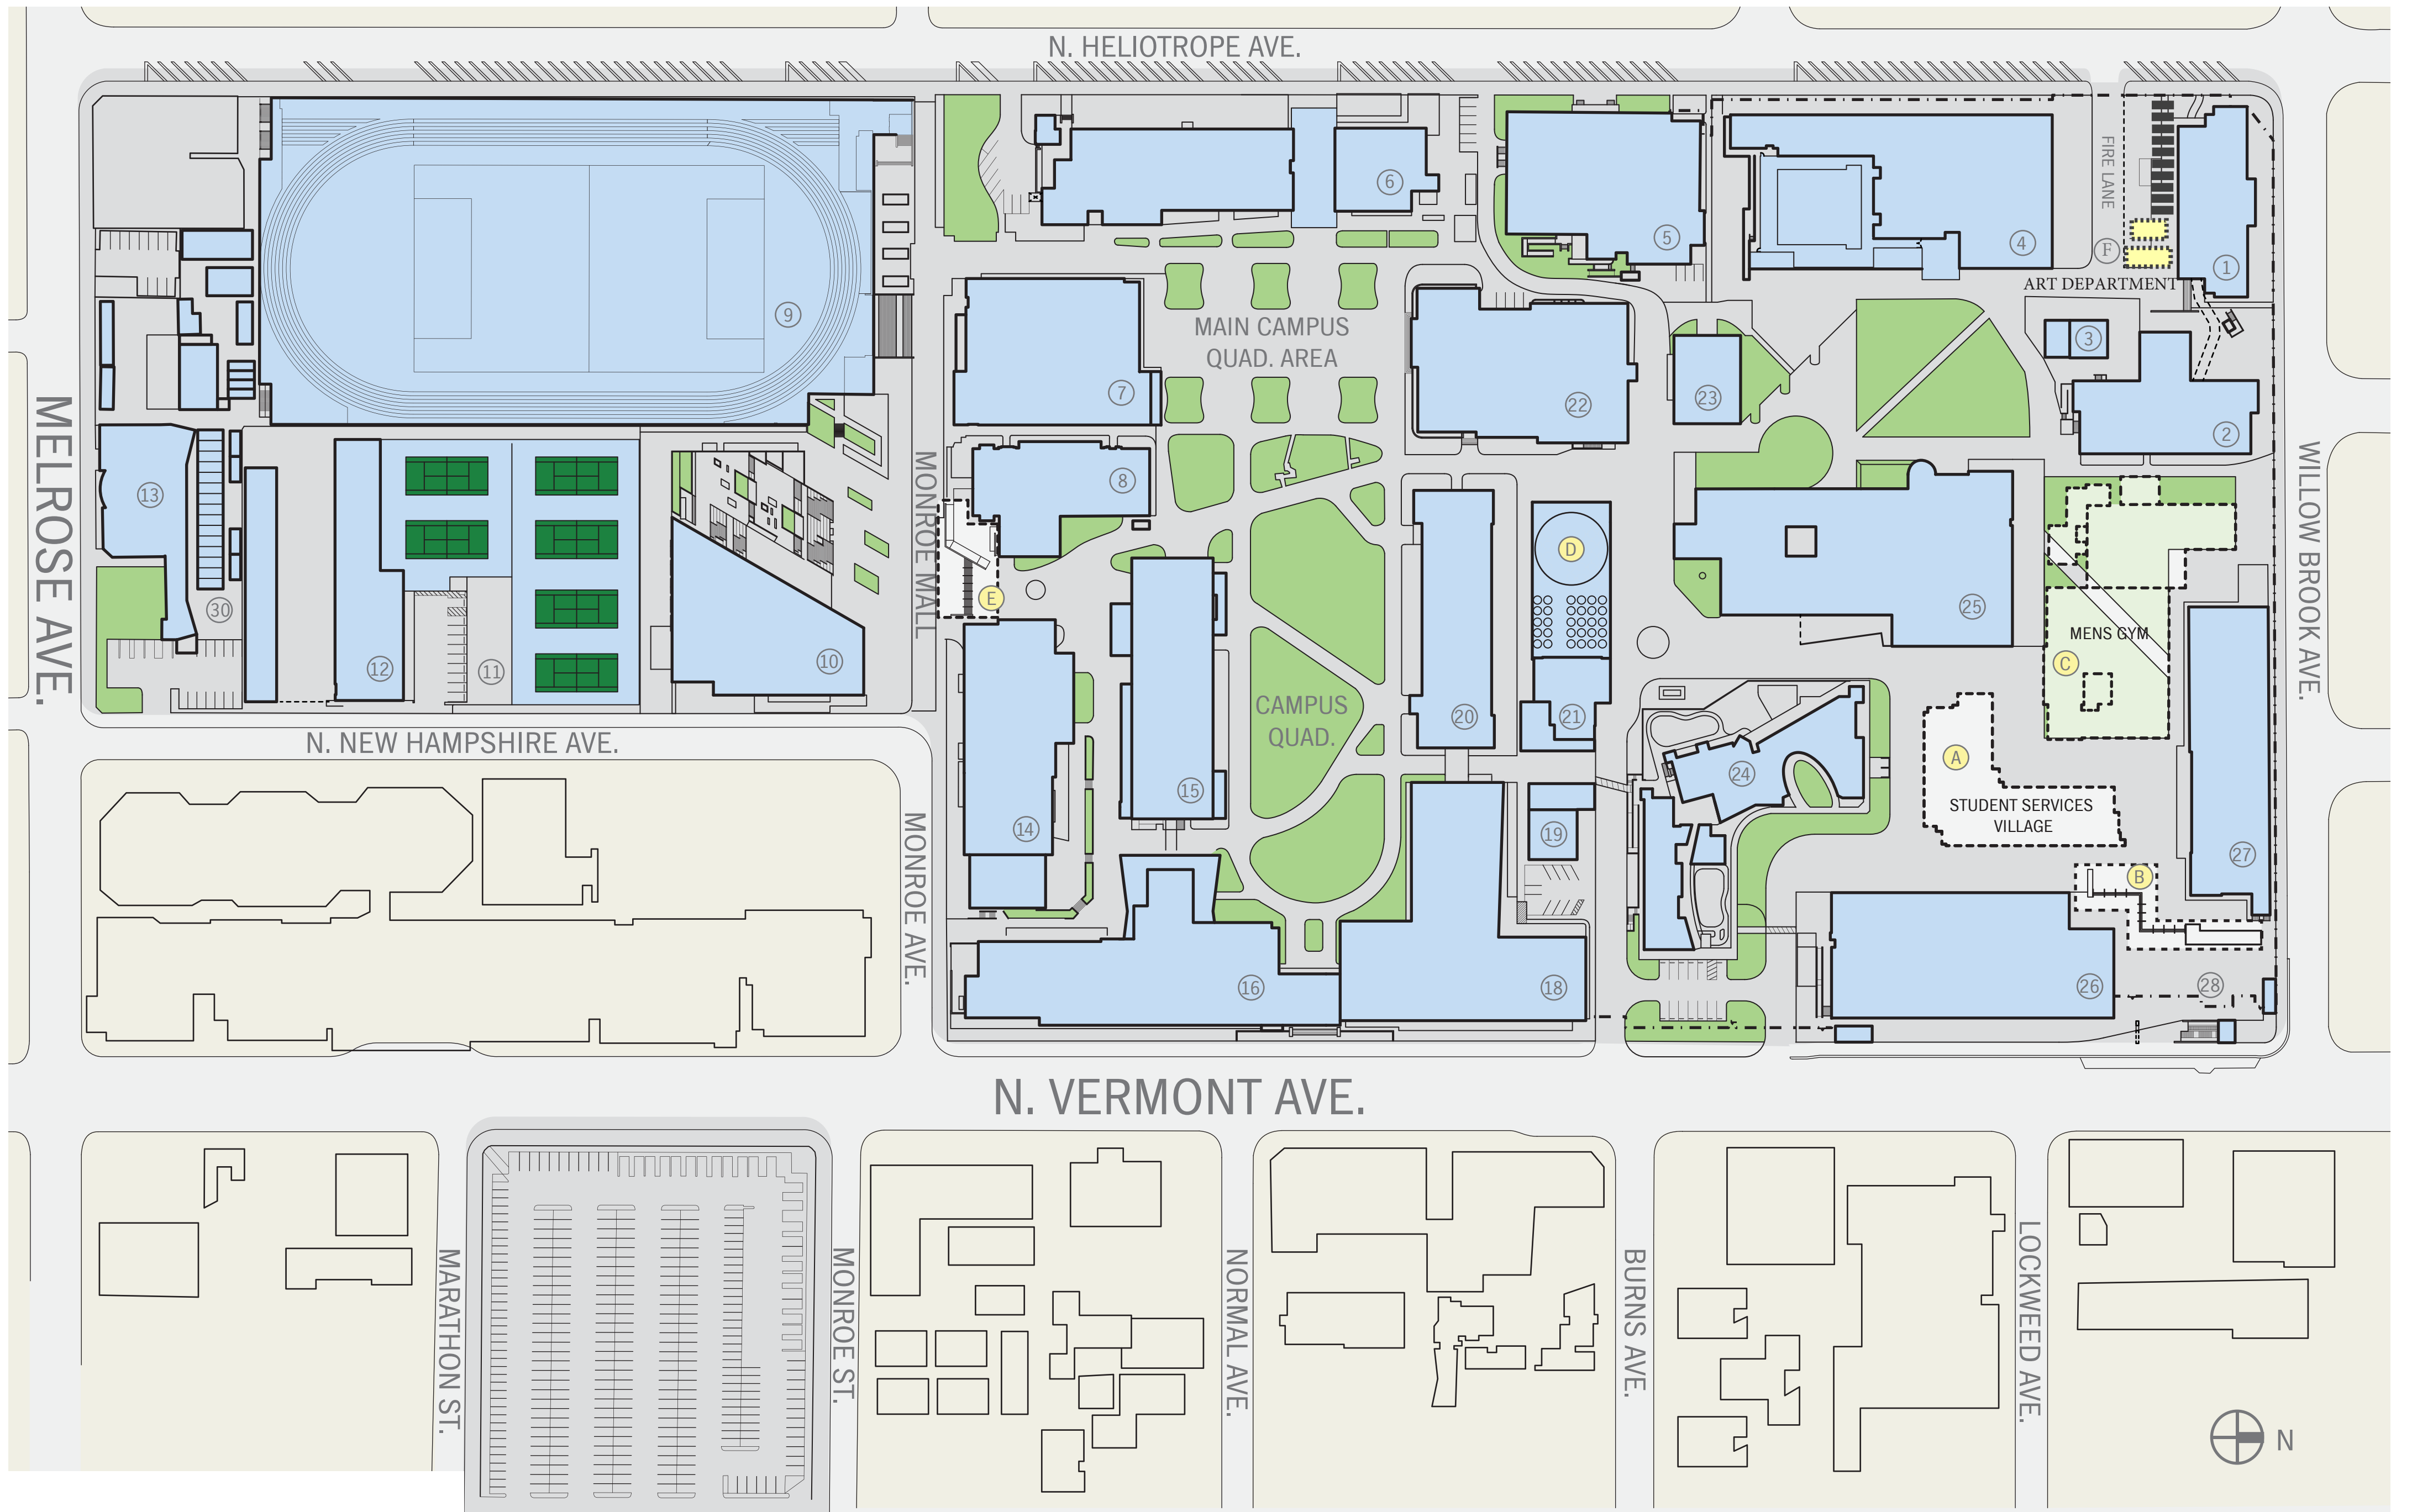 N. HELIOTROPE AVE.
FIRE LANE
6
5
4
F
1
ART DEPARTMENT
9
MAIN CAMPUS
QUAD. AREA
3
7
22
23
2
MELROSE AVE.
MONROE MALL
WILLOW BROOK AVE.
13
8
D
E
30
25
MENS GYM
C
12
11
10
CAMPUS
QUAD.
20
21
N. NEW HAMPSHIRE AVE.
A
24
15
STUDENT SERVICES
VILLAGE
14
19
27
MONROE AVE.
B
16
18
26
28
N. VERMONT AVE.
MARATHON ST.
MONROE ST.
NORMAL AVE.
BURNS AVE.
LOCKWEED AVE.
N